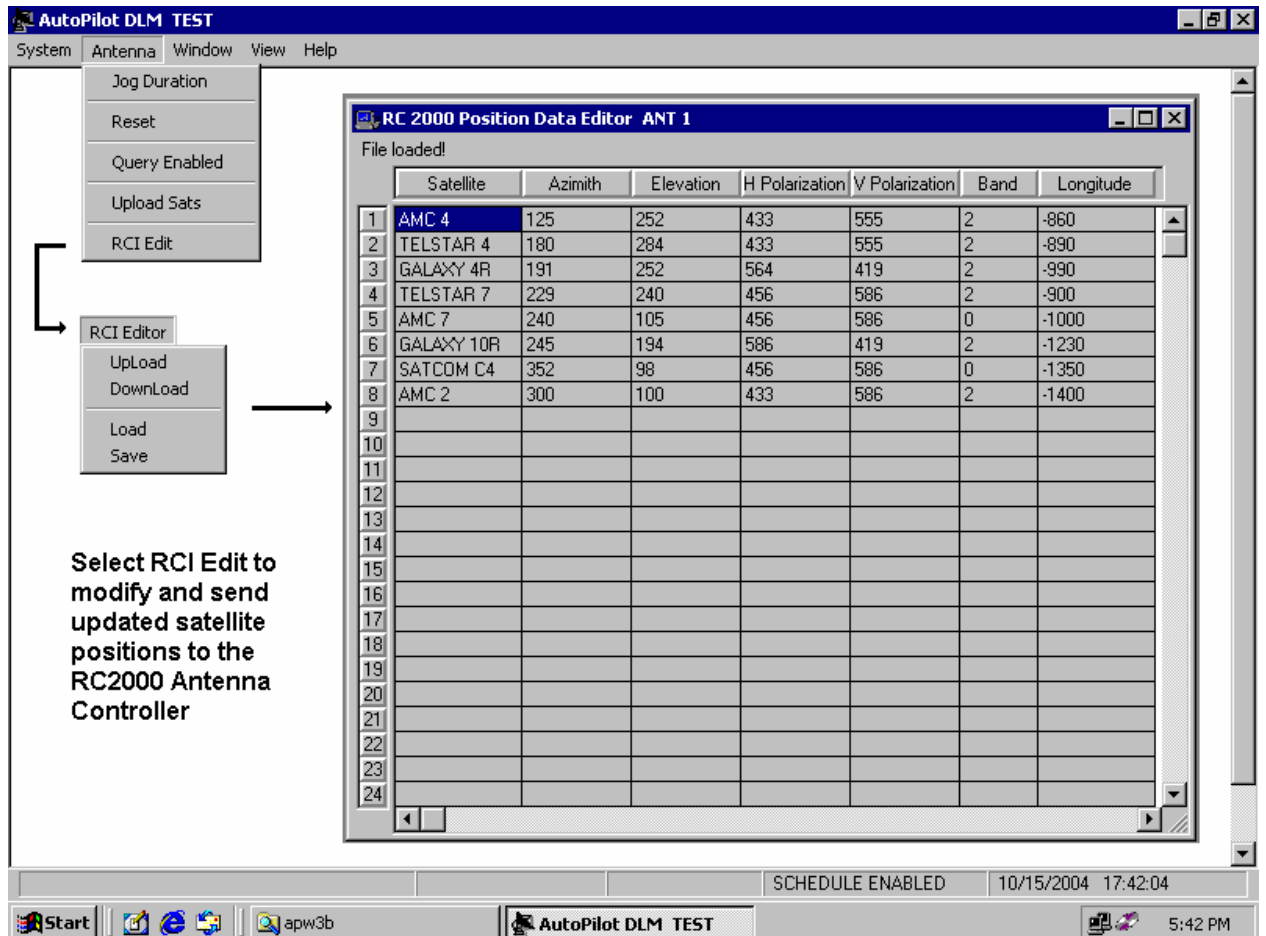 AutoPilot DLM TEST
System Antenna Window View Help
Jog Duration
Reset
Query Enabled
Upload Sats
RCI Edit
RCI Editor
UpLoad
DownLoad
Load
Save
Select RCI Edit to
modify and send
updated satellite
positions to the
RC2000 Antenna
Controller
RC 2000 Position Data Editor ANT 1
File loaded!
Satellite Azimith Elevation H Polarization V Polarization Band Longitude
1 AMC 4 125 252 433 555 2 -860
2 TELSTAR 4 180 284 433 555 2 -890
3 GALAXY 4R 191 252 564 419 2 -990
4 TELSTAR 7 229 240 456 586 2 -900
5 AMC 7 240 105 456 586 0 -1000
6 GALAXY 10R 245 194 586 419 2 -1230
7 SATCOM C4 352 98 456 586 0 -1350
8 AMC 2 300 100 433 586 2 -1400
9
10
11
12
13
14
15
16
17
18
19
20
21
22
23
24
SCHEDULE ENABLED 10/15/2004 17:42:04
Start apw3b AutoPilot DLM TEST 5:42 PM